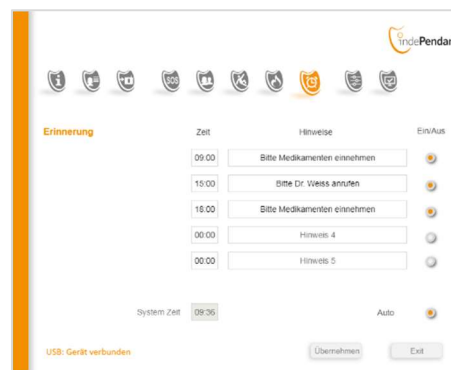 indePendan
SOS
Erinnerung Zeit Hinweise Ein/Aus
09:00 Bitte Medikamenten einnehmen
15:00 Bitte Dr. Weiss anrufen
18:00 Bitte Medikamenten einnehmen
00:00 Hinweis 4
00:00 Hinweis 5
System Zeit 09:36 Auto
USB: Gerät verbunden Übernehmen Exit